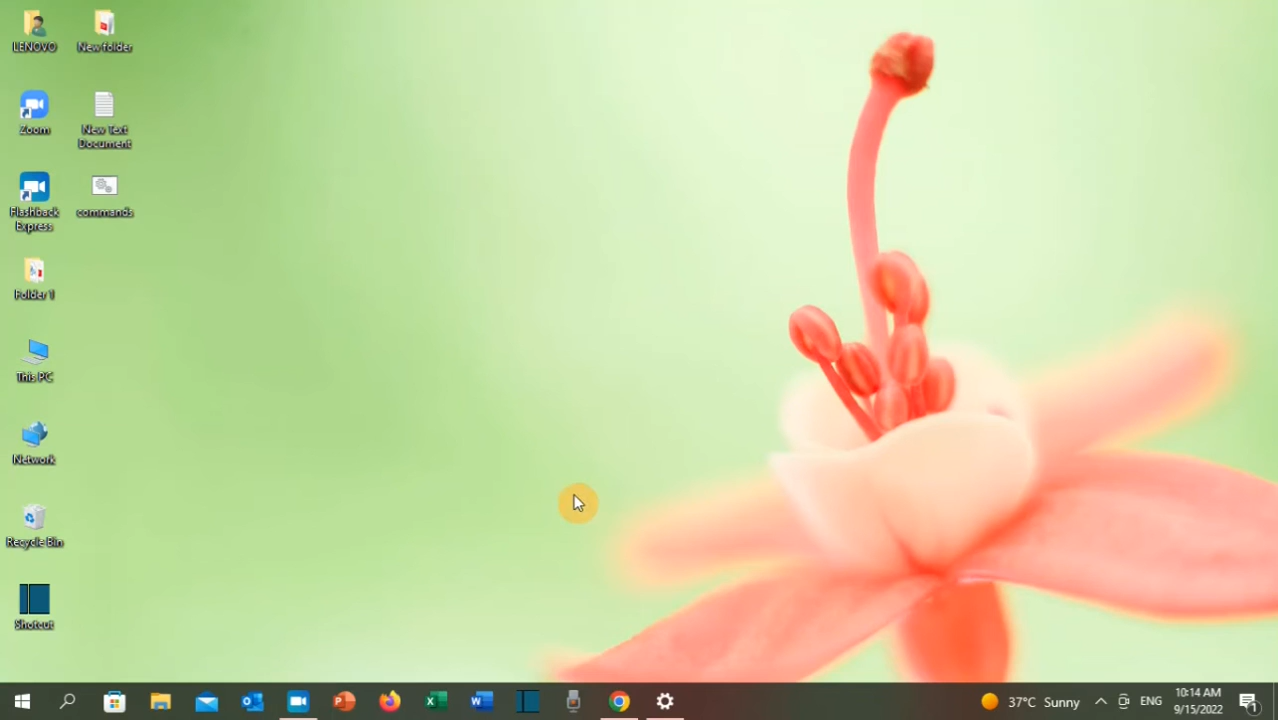 LENOVO
New folder
Zoom
New Text
Document
Flashback
Express
commands
Folder 1
This PC
Network
Recycle Bin
Shotcut
37°C Sunny
ENG
10:14 AM
9/15/2022
1